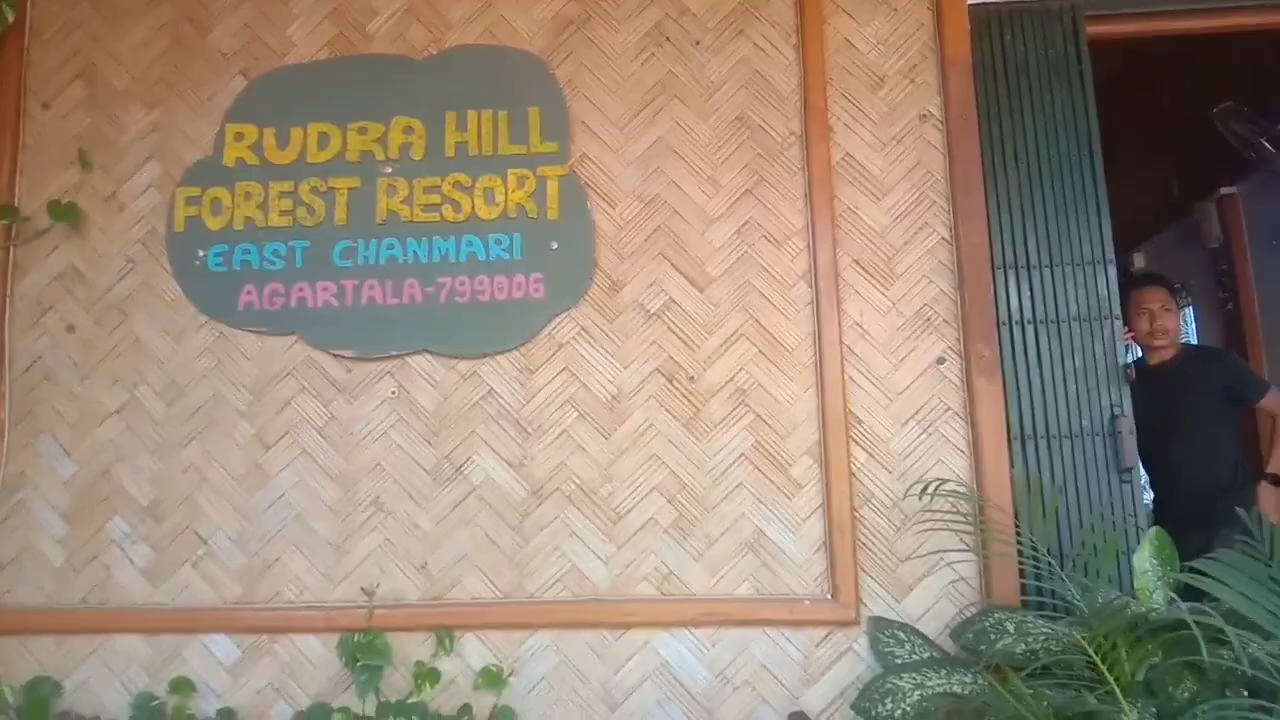 RUDRA HILL
FOREST RESORT
EAST CHANMARI
AGARTALA-799006